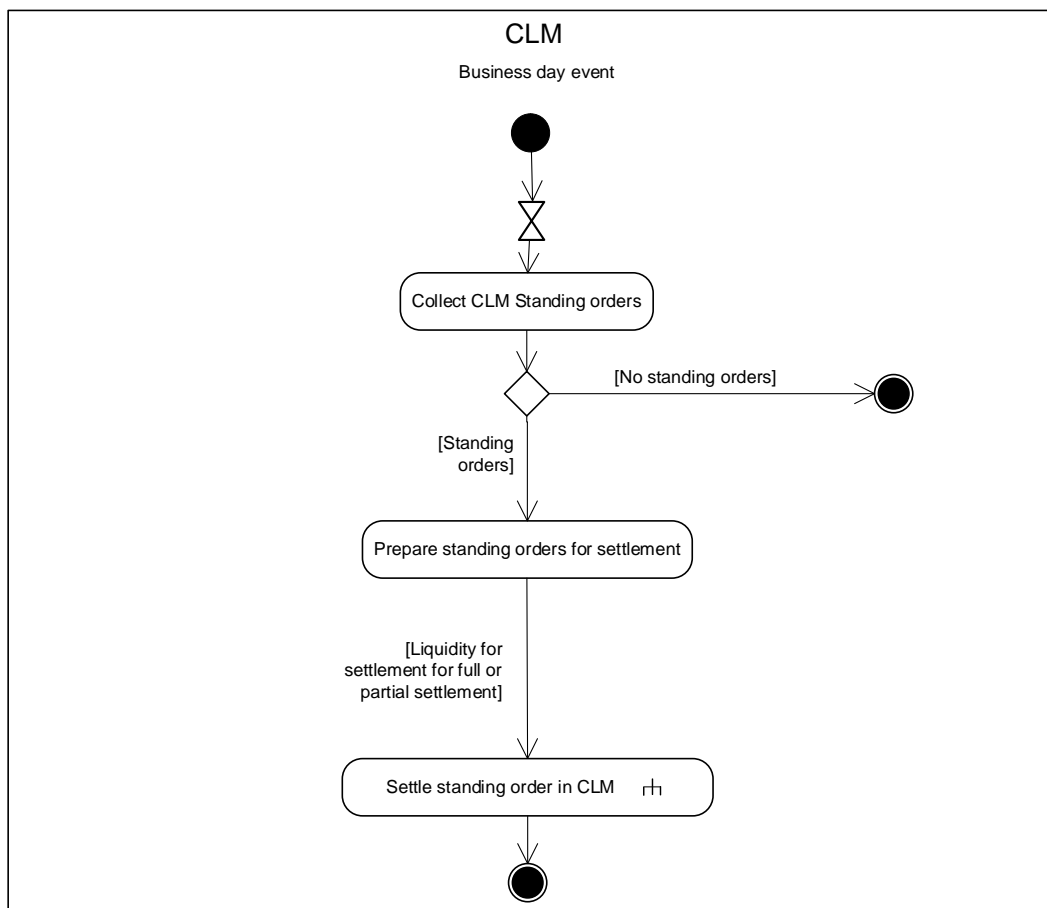 CLM
Business day event
Collect CLM Standing orders
[No standing orders]
[Standing
orders]
Prepare standing orders for settlement
[Liquidity for
settlement for full or
partial settlement]
Settle standing order in CLM